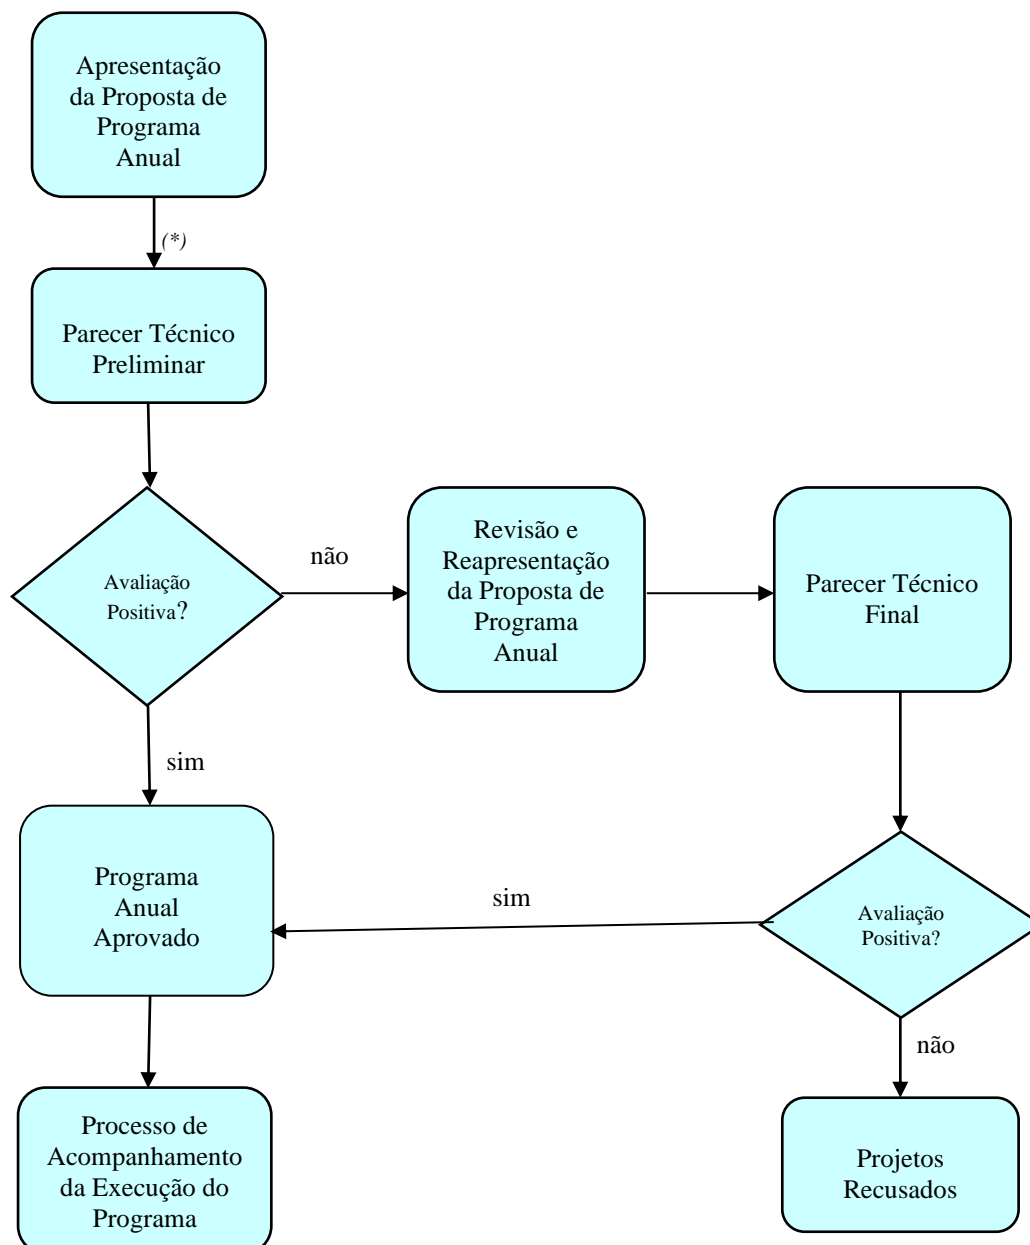 Apresentação
da Proposta de
Programa
Anual
(*)
Parecer Técnico
Preliminar
Avaliação
Positiva?
não
Revisão e
Reapresentação
da Proposta de
Programa
Anual
Parecer Técnico
Final
sim
Programa
Anual
Aprovado
sim
Avaliação
Positiva?
não
Processo de
Acompanhamento
da Execução do
Programa
Projetos
Recusados